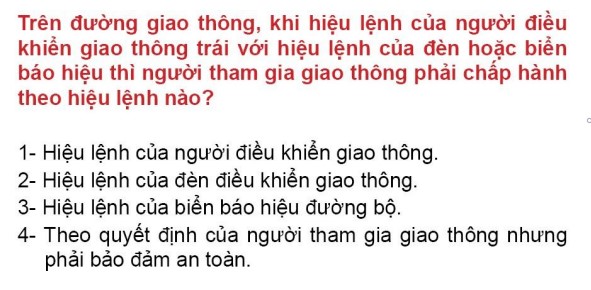 Trên đường giao thông, khi hiệu lệnh của người điều
khiển giao thông trái với hiệu lệnh của đèn hoặc biển
báo hiệu thì người tham gia giao thông phải chấp hành
theo hiệu lệnh nào?
1- Hiệu lệnh của người điều khiển giao thông.
2- Hiệu lệnh của đèn điều khiển giao thông.
3- Hiệu lệnh của biển báo hiệu đường bộ.
4- Theo quyết định của người tham gia giao thông nhưng
phải bảo đảm an toàn.